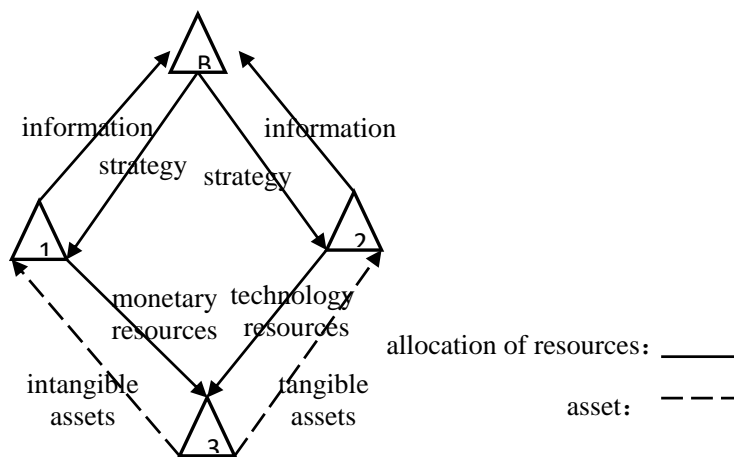 B
information
information
strategy
strategy
1
2
monetary
resources
technology
resources
allocation of resources：
intangible
assets
tangible
assets
asset：
3